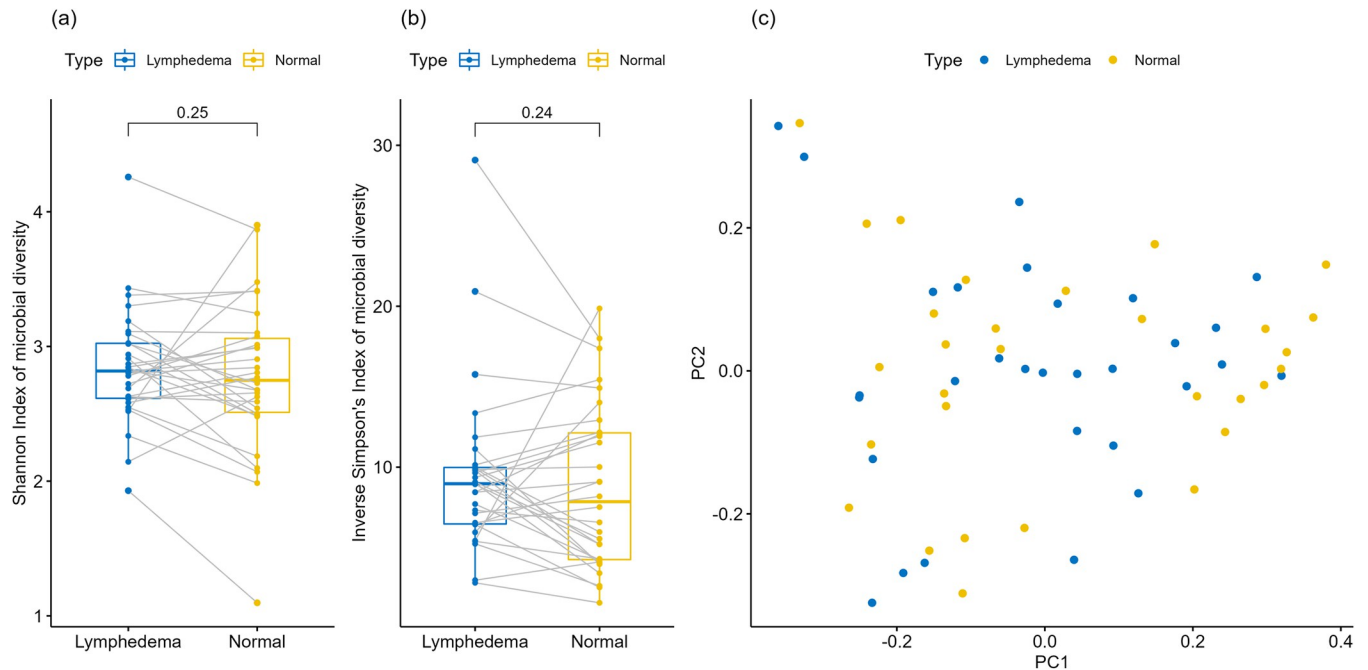 (a)
Type Lymphedema Normal
0.25
Shannon Index of microbial diversity
4
3
2
1
Lymphedema Normal
(b)
Type Lymphedema Normal
0.24
Inverse Simpson's Index of microbial diversity
30
20
10
Lymphedema Normal
(c)
Type Lymphedema Normal
PC2
0.2
0.0
-0.2
-0.2 0.0 0.2 0.4
PC1